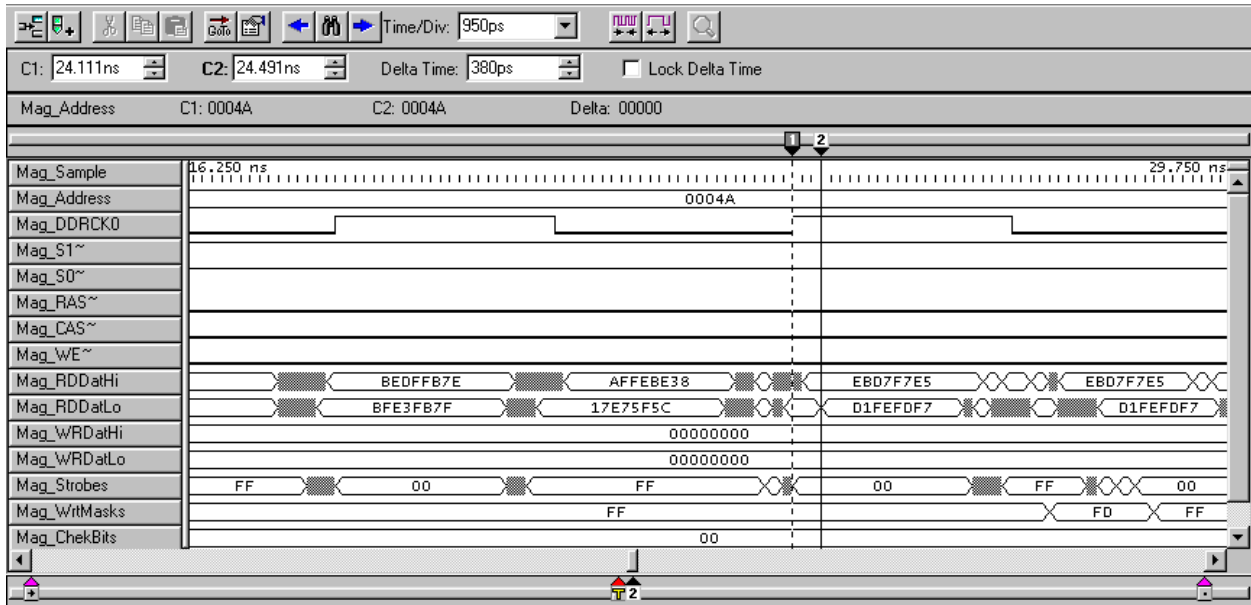 GoTo Time/Div: 950ps
C1: 24.111ns C2: 24.491ns Delta Time: 380ps Lock Delta Time
Mag_Address C1: 0004A C2: 0004A Delta: 00000
1 2
Mag_Sample 16.250 ns 29.750 ns
Mag_Address 0004A
Mag_DDRCK0
Mag_S1~
Mag_S0~
Mag_RAS~
Mag_CAS~
Mag_WE~
Mag_RDDatHi BEDFFB7E AFFEBE38 EBD7F7E5 EBD7F7E5
Mag_RDDatLo BFE3FB7F 17E75F5C D1FEFDF7 D1FEFDF7
Mag_WRDatHi 00000000
Mag_WRDatLo 00000000
Mag_Strobes FF 00 FF 00 FF 00
Mag_WrtMasks FF FD FF
Mag_ChekBits 00
T 2